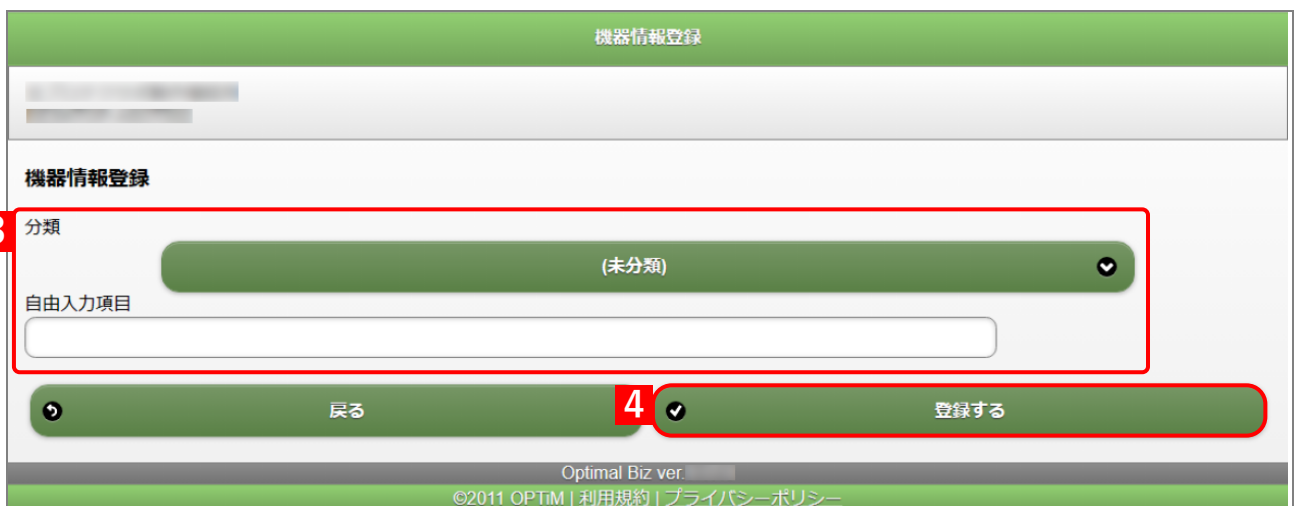 機器情報登録
機器情報登録
3
分類
(未分類)
自由入力項目
戻る
4
登録する
Optimal Biz ver.
©2011 OPTiM | 利用規約 | プライバシーポリシー